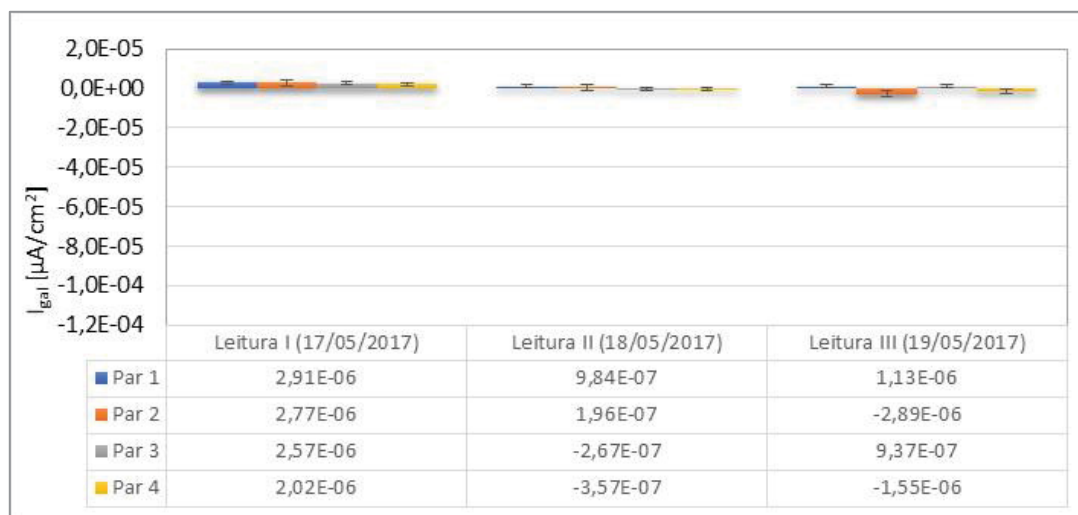 2,0E-05
0,0E+00
-2,0E-05
-4,0E-05
-6,0E-05
-8,0E-05
-1,0E-04
-1,2E-04
I gal [µA/cm²]
Leitura I (17/05/2017) Leitura II (18/05/2017) Leitura III (19/05/2017)
Par 1 2,91E-06 9,84E-07 1,13E-06
Par 2 2,77E-06 1,96E-07 -2,89E-06
Par 3 2,57E-06 -2,67E-07 9,37E-07
Par 4 2,02E-06 -3,57E-07 -1,55E-06